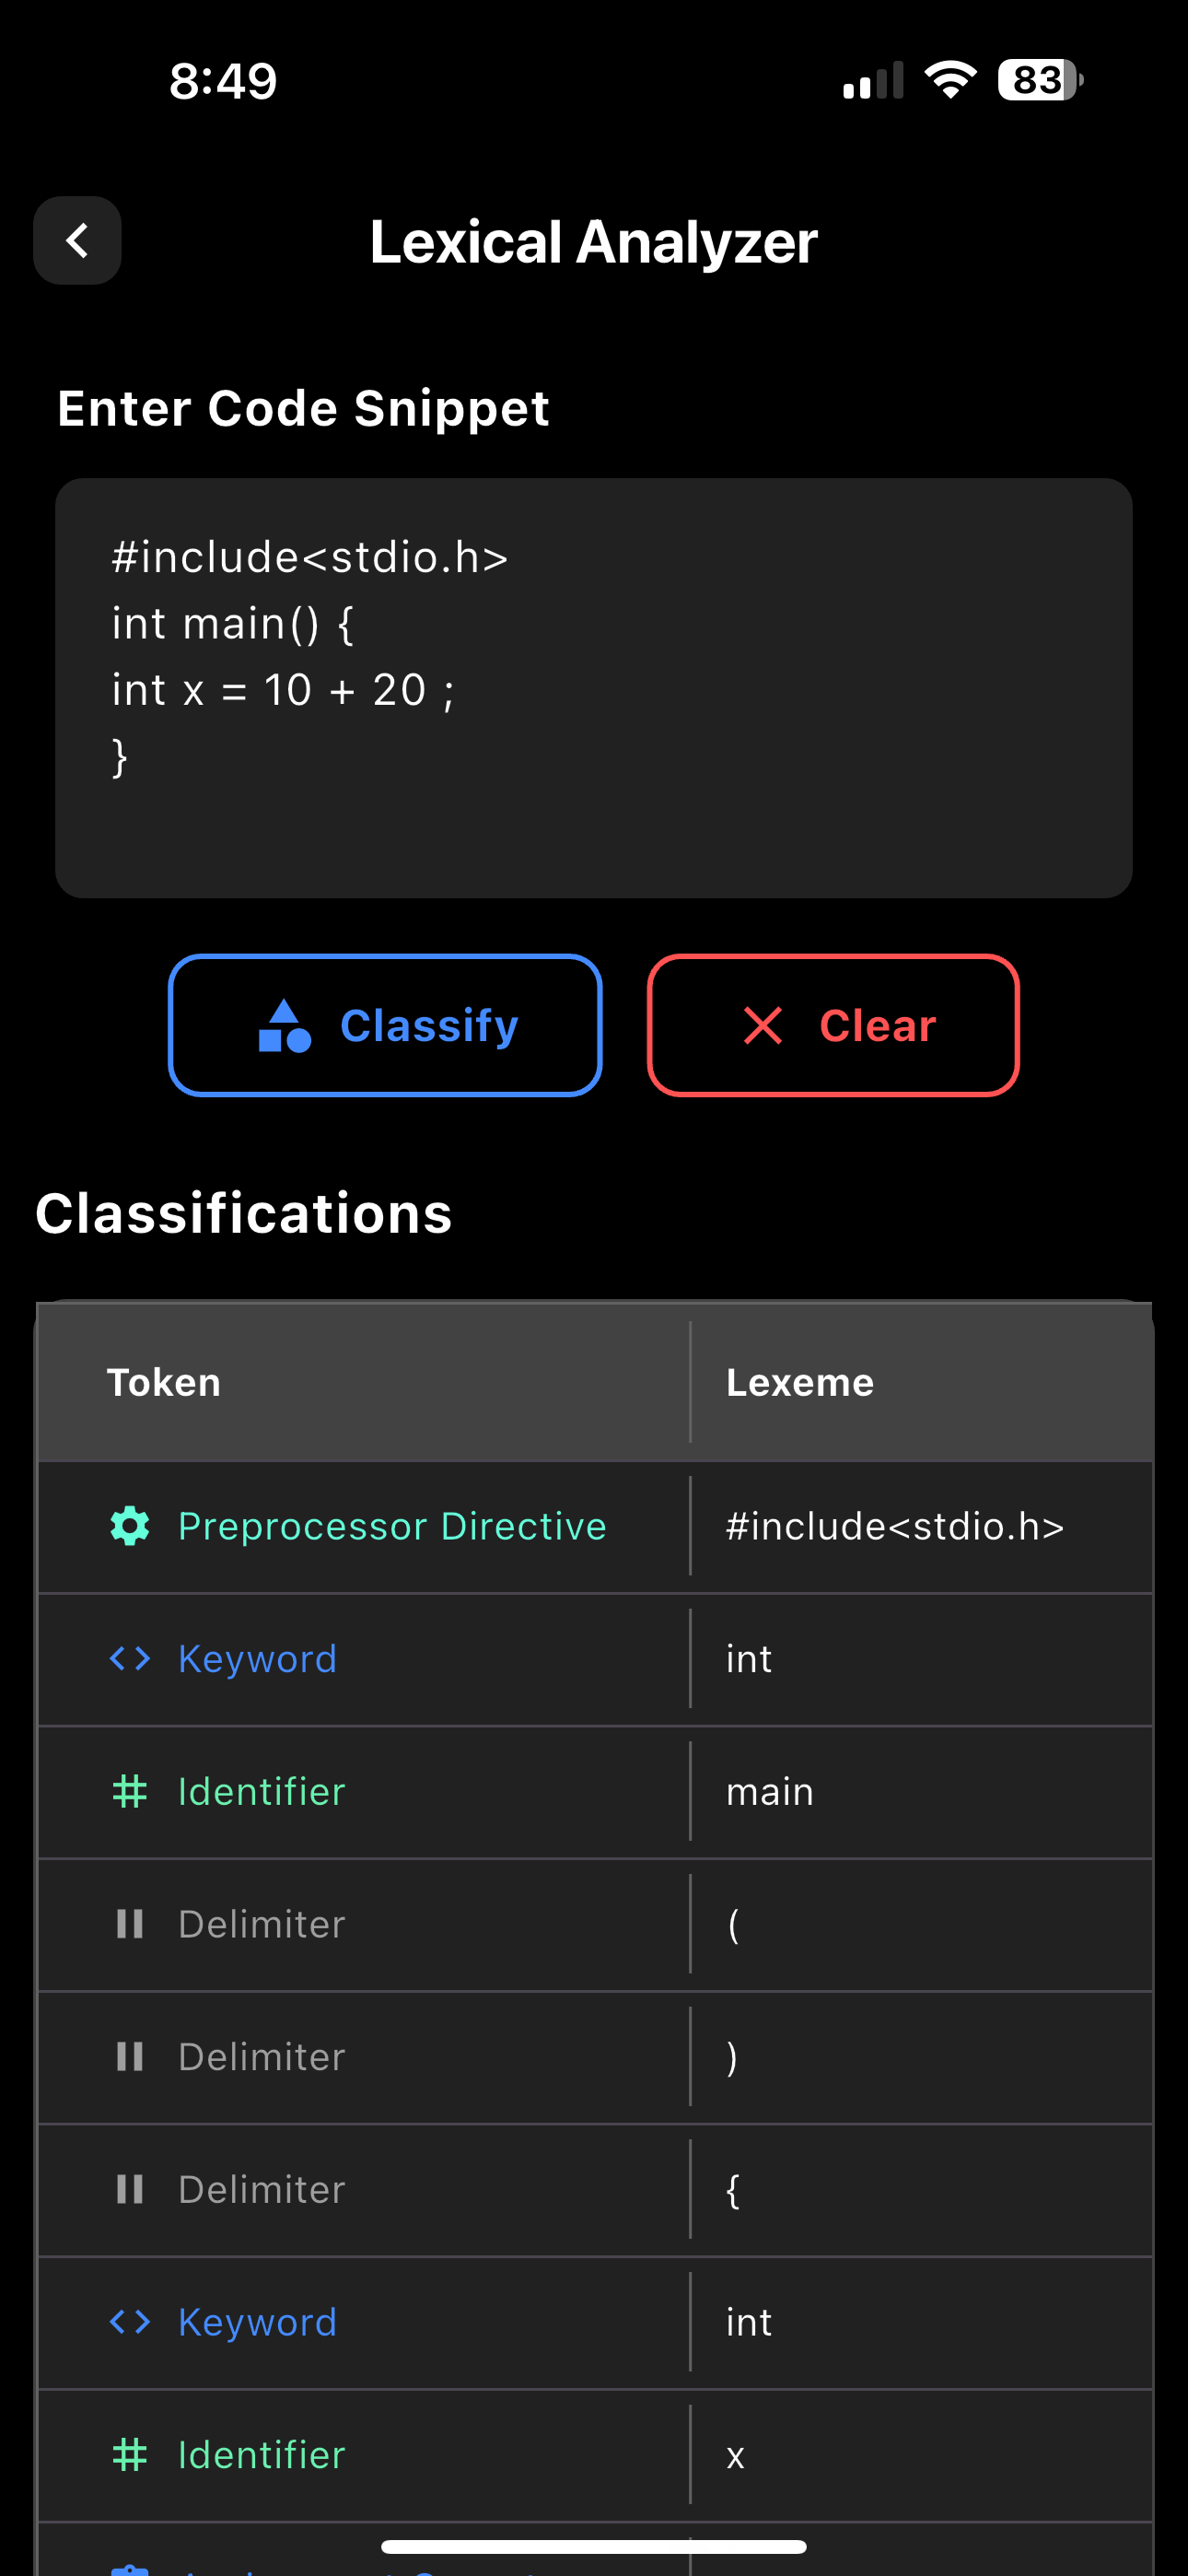 8:49
83
Lexical Analyzer
Enter Code Snippet
#include<stdio.h>
int main() {
int x = 10 + 20 ;
}
Classify
Clear
Classifications
Token Lexeme
Preprocessor Directive #include<stdio.h>
Keyword int
Identifier main
Delimiter (
Delimiter )
Delimiter {
Keyword int
Identifier x